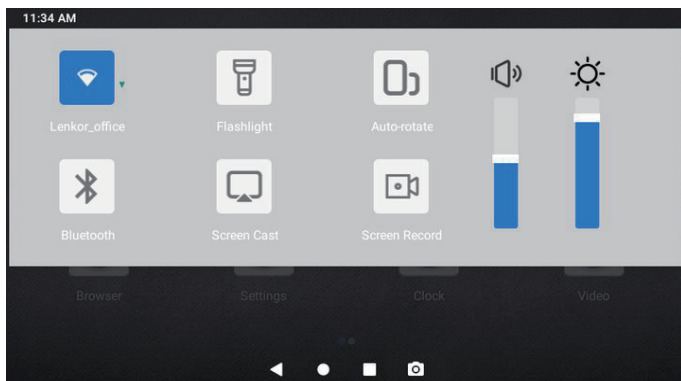 11:34 AM
Lenkor_office
Flashlight
Auto-rotate
Bluetooth
Screen Cast
Screen Record
Browser
Settings
Clock
Video